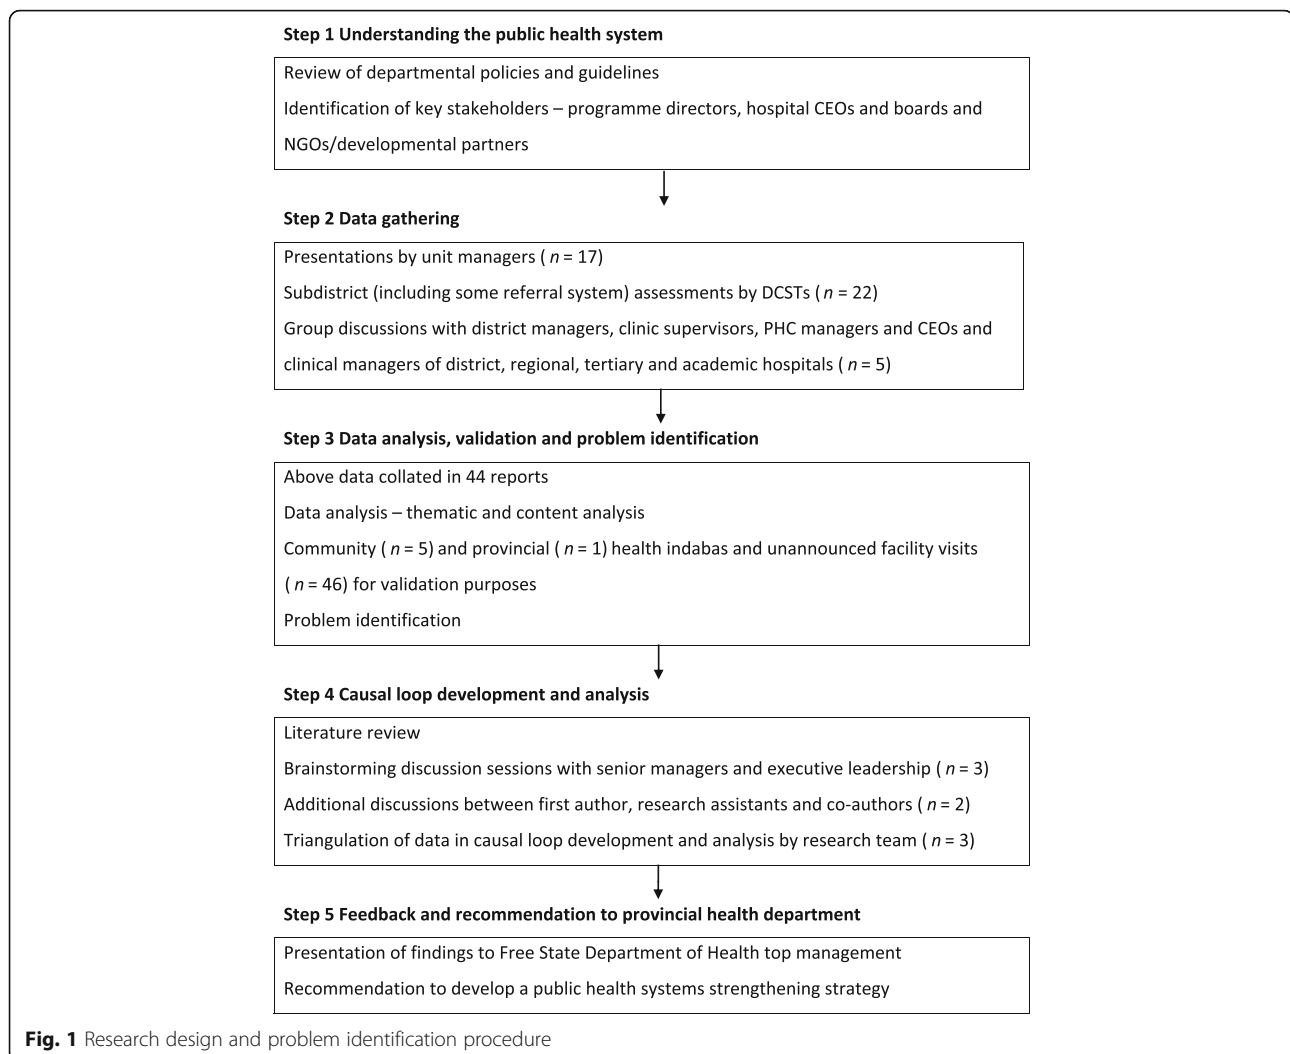 Step 1 Understanding the public health system
Review of departmental policies and guidelines
Identification of key stakeholders – programme directors, hospital CEOs and boards and
NGOs/developmental partners
Step 2 Data gathering
Presentations by unit managers ( n = 17)
Subdistrict (including some referral system) assessments by DCSTs ( n = 22)
Group discussions with district managers, clinic supervisors, PHC managers and CEOs and
clinical managers of district, regional, tertiary and academic hospitals ( n = 5)
Step 3 Data analysis, validation and problem identification
Above data collated in 44 reports
Data analysis – thematic and content analysis
Community ( n = 5) and provincial ( n = 1) health indabas and unannounced facility visits
( n = 46) for validation purposes
Problem identification
Step 4 Causal loop development and analysis
Literature review
Brainstorming discussion sessions with senior managers and executive leadership ( n = 3)
Additional discussions between first author, research assistants and co-authors ( n = 2)
Triangulation of data in causal loop development and analysis by research team ( n = 3)
Step 5 Feedback and recommendation to provincial health department
Presentation of findings to Free State Department of Health top management
Recommendation to develop a public health systems strengthening strategy
Fig. 1 Research design and problem identification procedure